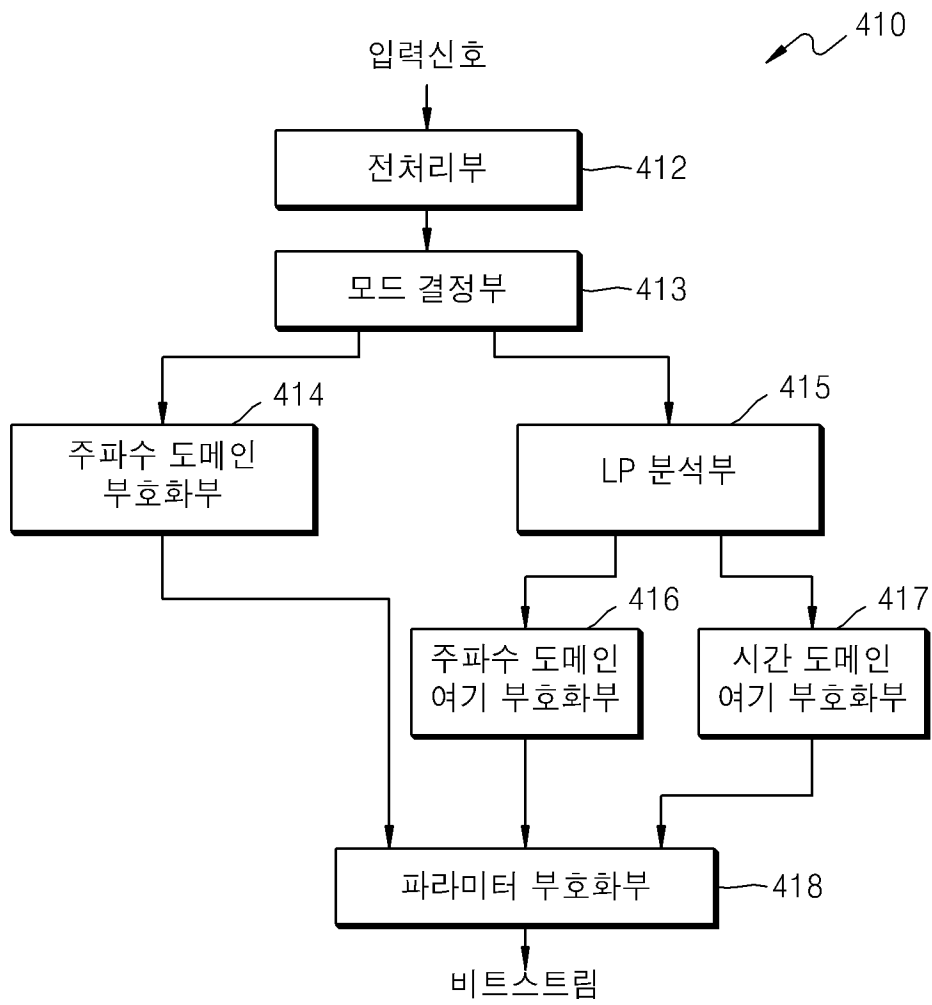 410
입력신호
전처리부
412
모드 결정부
413
414
415
주파수 도메인
부호화부
LP 분석부
416
417
주파수 도메인
여기 부호화부
시간 도메인
여기 부호화부
파라미터 부호화부
418
비트스트림